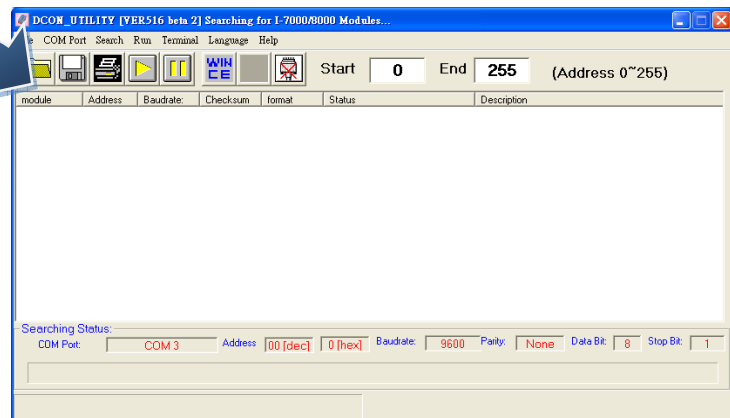 DCON_UTILITY [VER516 beta 2] Searching for I-7000/8000 Modules...
COM Port Search Run Terminal Language Help
WIN CE Start 0 End 255 (Address 0~255)
module Address Baudrate: Checksum format Status Description
Searching Status:
COM Port: COM 3 Address 00 [dec] 0 [hex] Baudrate: 9600 Parity: None Data Bit: 8 Stop Bit: 1